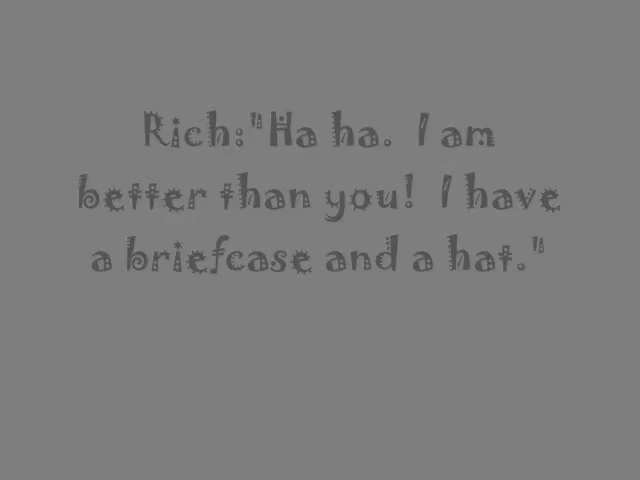 Rich:"Ha ha.  I am
better than you!  I have
a briefcase and a hat."